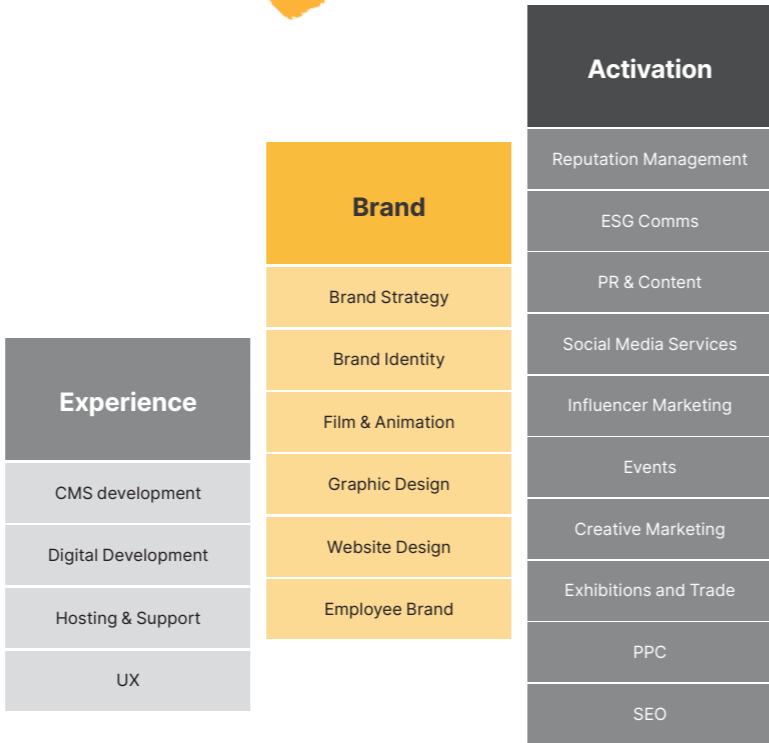 Experience
CMS development
Digital Development
Hosting & Support
UX
Brand
Brand Strategy
Brand Identity
Film & Animation
Graphic Design
Website Design
Employee Brand
Activation
Reputation Management
ESG Comms
PR & Content
Social Media Services
Influencer Marketing
Events
Creative Marketing
Exhibitions and Trade
PPC
SEO